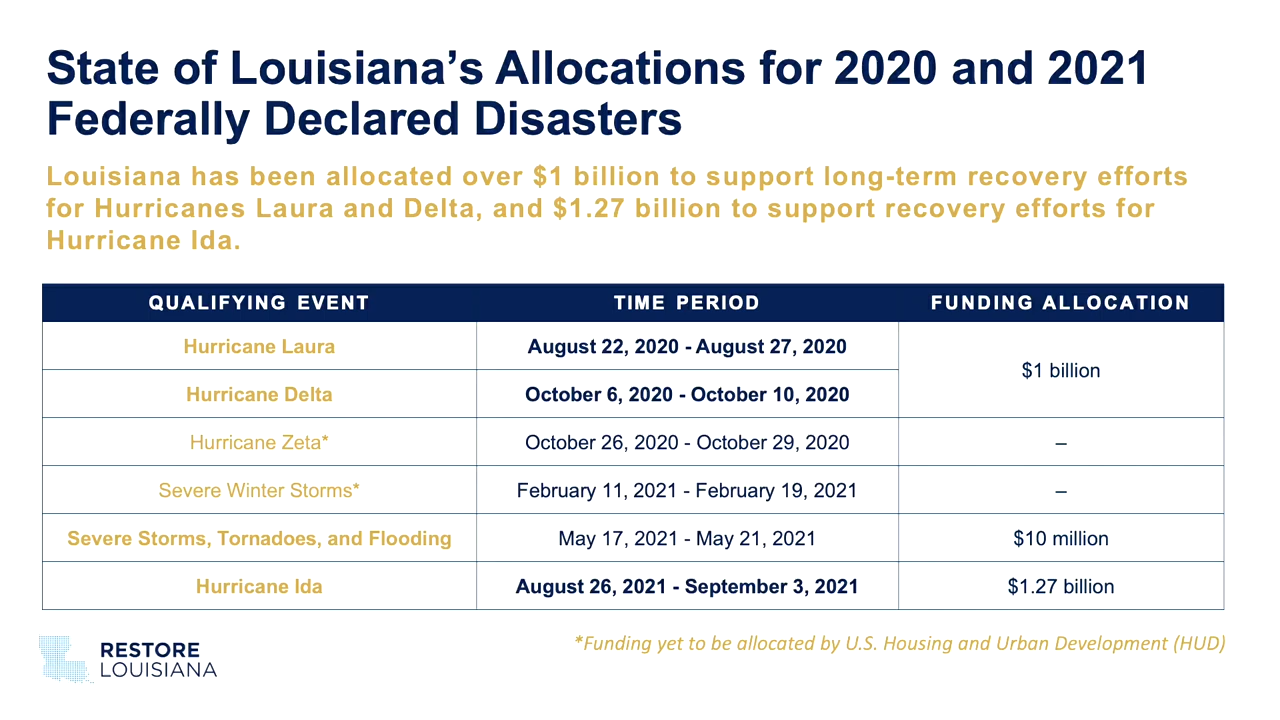 State of Louisiana’s Allocations for 2020 and 2021
Federally Declared Disasters
Louisiana has been allocated over $1 billion to support long-term recovery efforts
for Hurricanes Laura and Delta, and $1.27 billion to support recovery efforts for
Hurricane Ida.
QUALIFYING EVENT TIME PERIOD FUNDING ALLOCATION
Hurricane Laura August 22, 2020 - August 27, 2020
$1 billion
Hurricane Delta October 6, 2020 - October 10, 2020
Hurricane Zeta* October 26, 2020 - October 29, 2020 –
Severe Winter Storms* February 11, 2021 - February 19, 2021 –
Severe Storms, Tornadoes, and Flooding May 17, 2021 - May 21, 2021 $10 million
Hurricane Ida August 26, 2021 - September 3, 2021 $1.27 billion
*Funding yet to be allocated by U.S. Housing and Urban Development (HUD)
RESTORE
LOUISIANA